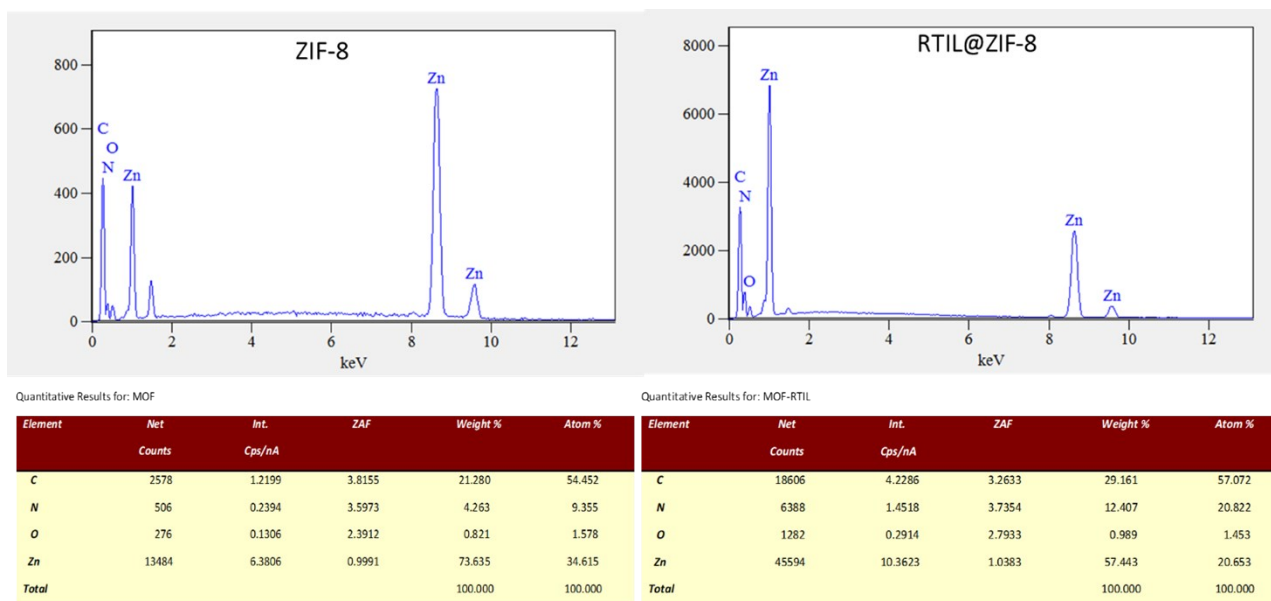 ZIF-8
800
600
400
200
0
C
O
N
Zn
Zn
Zn
0 2 4 6 8 10 12
keV
RTIL@ZIF-8
8000
6000
4000
2000
0
Zn
C
N
O
Zn
Zn
0 2 4 6 8 10 12
keV
Quantitative Results for: MOF
Element Net Int. ZAF Weight % Atom %
Counts Cps/nA
C 2578 1.2199 3.8155 21.280 54.452
N 506 0.2394 3.5973 4.263 9.355
O 276 0.1306 2.3912 0.821 1.578
Zn 13484 6.3806 0.9991 73.635 34.615
Total 100.000 100.000
Quantitative Results for: MOF-RTIL
Element Net Int. ZAF Weight % Atom %
Counts Cps/nA
C 18606 4.2286 3.2633 29.161 57.072
N 6388 1.4518 3.7354 12.407 20.822
O 1282 0.2914 2.7933 0.989 1.453
Zn 45594 10.3623 1.0383 57.443 20.653
Total 100.000 100.000